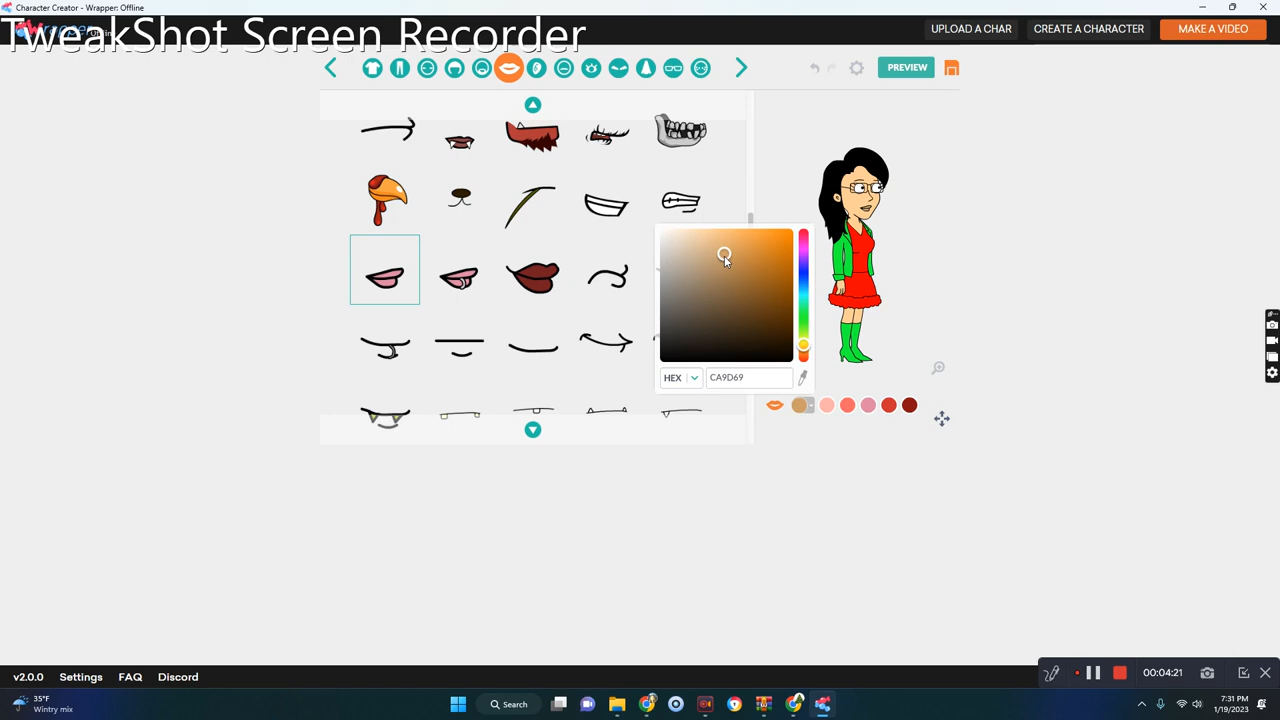 Character Creator - Wrapper: Offline
TweakShot Screen Recorder
UPLOAD A CHAR
CREATE A CHARACTER
MAKE A VIDEO
PREVIEW
HEX
CA9D69
v2.0.0
Settings
FAQ
Discord
00:04:21
35°F
Wintry mix
Search
7:31 PM
1/19/2023